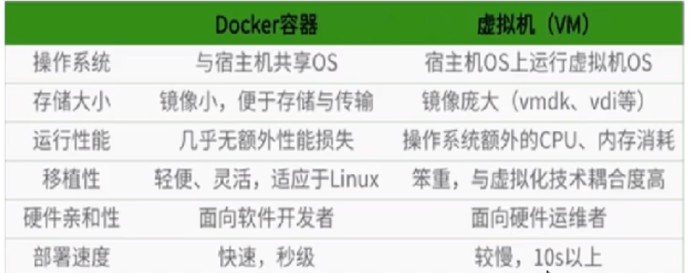 Docker容器 虚拟机（VM）
操作系统 与宿主机共享OS 宿主机OS上运行虚拟机OS
存储大小 镜像小，便于存储与传输 镜像庞大（vmdk、vdi等）
运行性能 几乎无额外性能损失 操作系统额外的CPU、内存消耗
移植性 轻便、灵活，适应于Linux 笨重，与虚拟化技术耦合度高
硬件亲和性 面向软件开发者 面向硬件运维者
部署速度 快速，秒级 较慢，10s以上